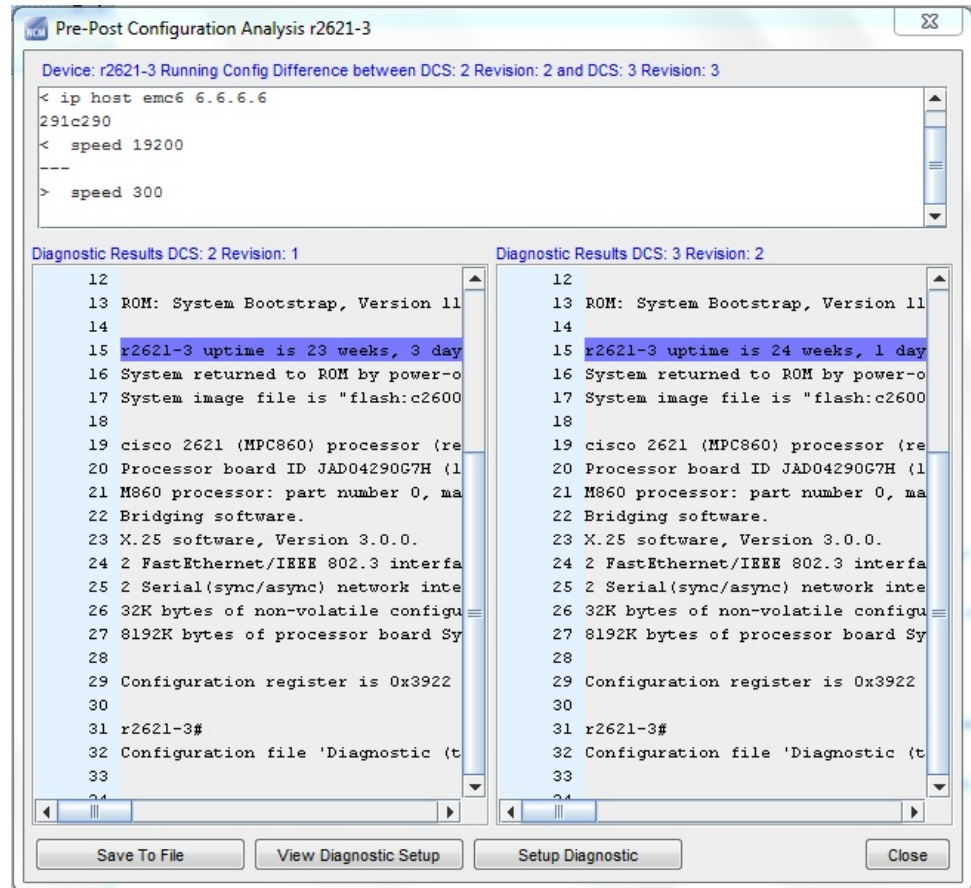 NCM Pre-Post Configuration Analysis r2621-3
Device: r2621-3 Running Config Difference between DCS: 2 Revision: 2 and DCS: 3 Revision: 3
< ip host emc6 6.6.6.6
291c290
<  speed 19200
---
>  speed 300
Diagnostic Results DCS: 2 Revision: 1
12
13 ROM: System Bootstrap, Version 11
14
15 r2621-3 uptime is 23 weeks, 3 day
16 System returned to ROM by power-o
17 System image file is "flash:c2600
18
19 cisco 2621 (MPC860) processor (re
20 Processor board ID JAD04290G7H (1
21 M860 processor: part number 0, ma
22 Bridging software.
23 X.25 software, Version 3.0.0.
24 2 FastEthernet/IEEE 802.3 interfa
25 2 Serial(sync/async) network inte
26 32K bytes of non-volatile configu
27 8192K bytes of processor board Sy
28
29 Configuration register is 0x3922
30
31 r2621-3#
32 Configuration file 'Diagnostic (t
33
Diagnostic Results DCS: 3 Revision: 2
12
13 ROM: System Bootstrap, Version 11
14
15 r2621-3 uptime is 24 weeks, 1 day
16 System returned to ROM by power-o
17 System image file is "flash:c2600
18
19 cisco 2621 (MPC860) processor (re
20 Processor board ID JAD04290G7H (1
21 M860 processor: part number 0, ma
22 Bridging software.
23 X.25 software, Version 3.0.0.
24 2 FastEthernet/IEEE 802.3 interfa
25 2 Serial(sync/async) network inte
26 32K bytes of non-volatile configu
27 8192K bytes of processor board Sy
28
29 Configuration register is 0x3922
30
31 r2621-3#
32 Configuration file 'Diagnostic (t
33
Save To File
View Diagnostic Setup
Setup Diagnostic
Close